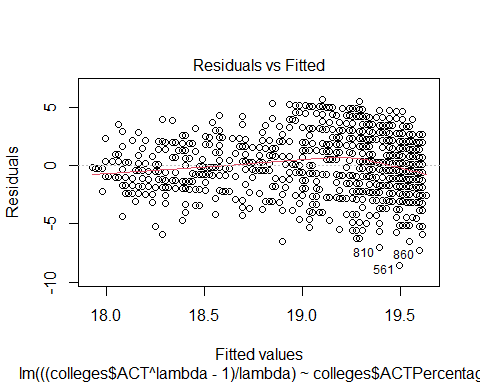 Residuals vs Fitted
Residuals
5
0
-5
-10
810
860
561
18.0 18.5 19.0 19.5
Fitted values
lm(((colleges$ACT^lambda - 1)/lambda) ~ colleges$ACTPercentag